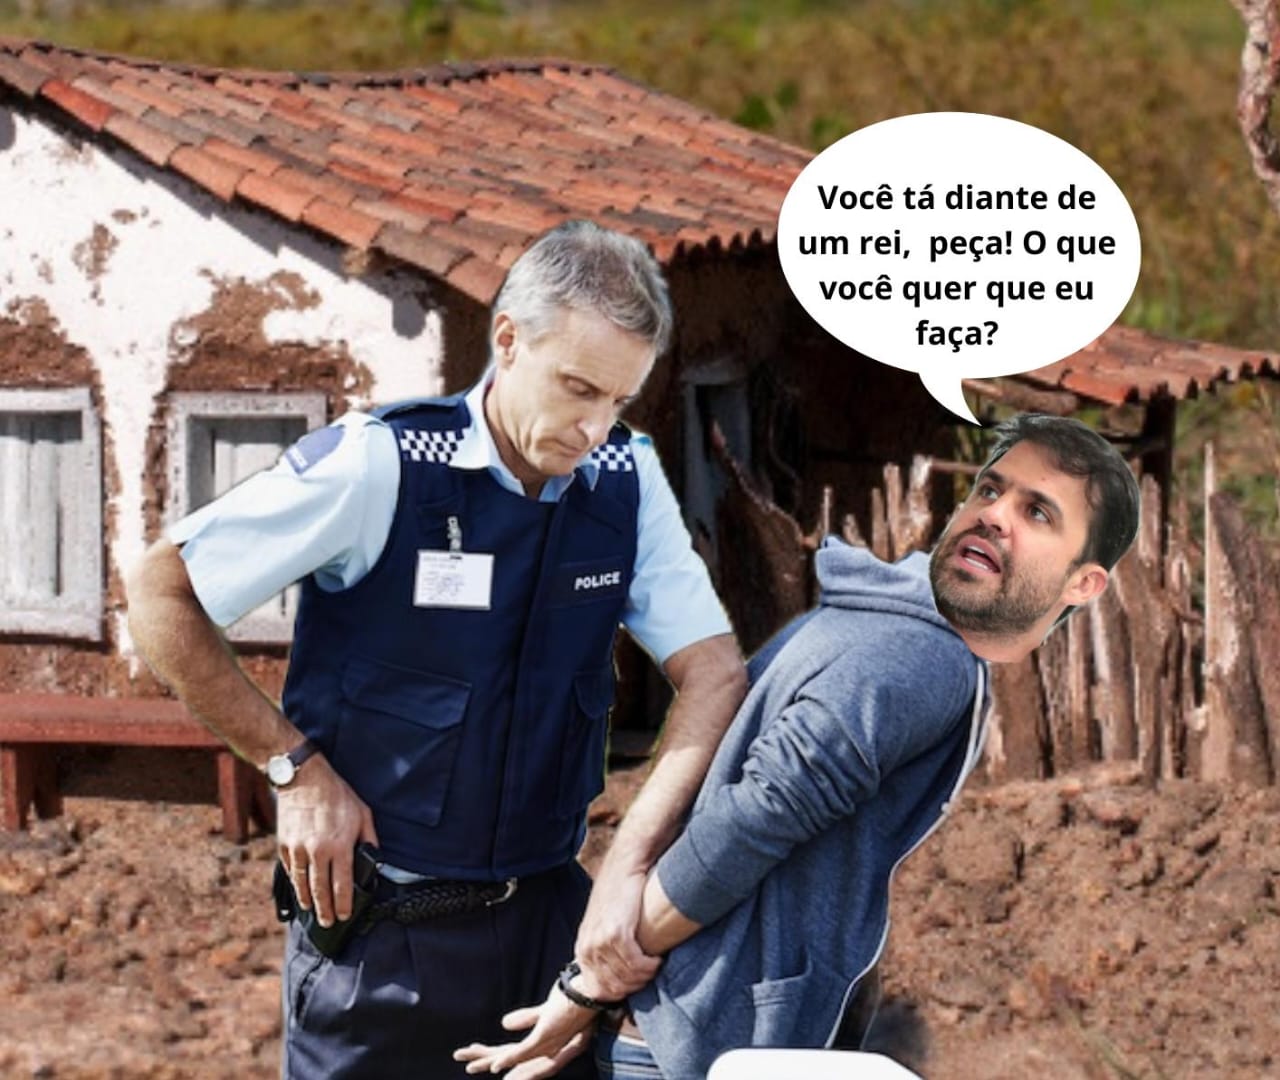 Você tá diante de
um rei, peça! O que
você quer que eu
faça?
POLICE